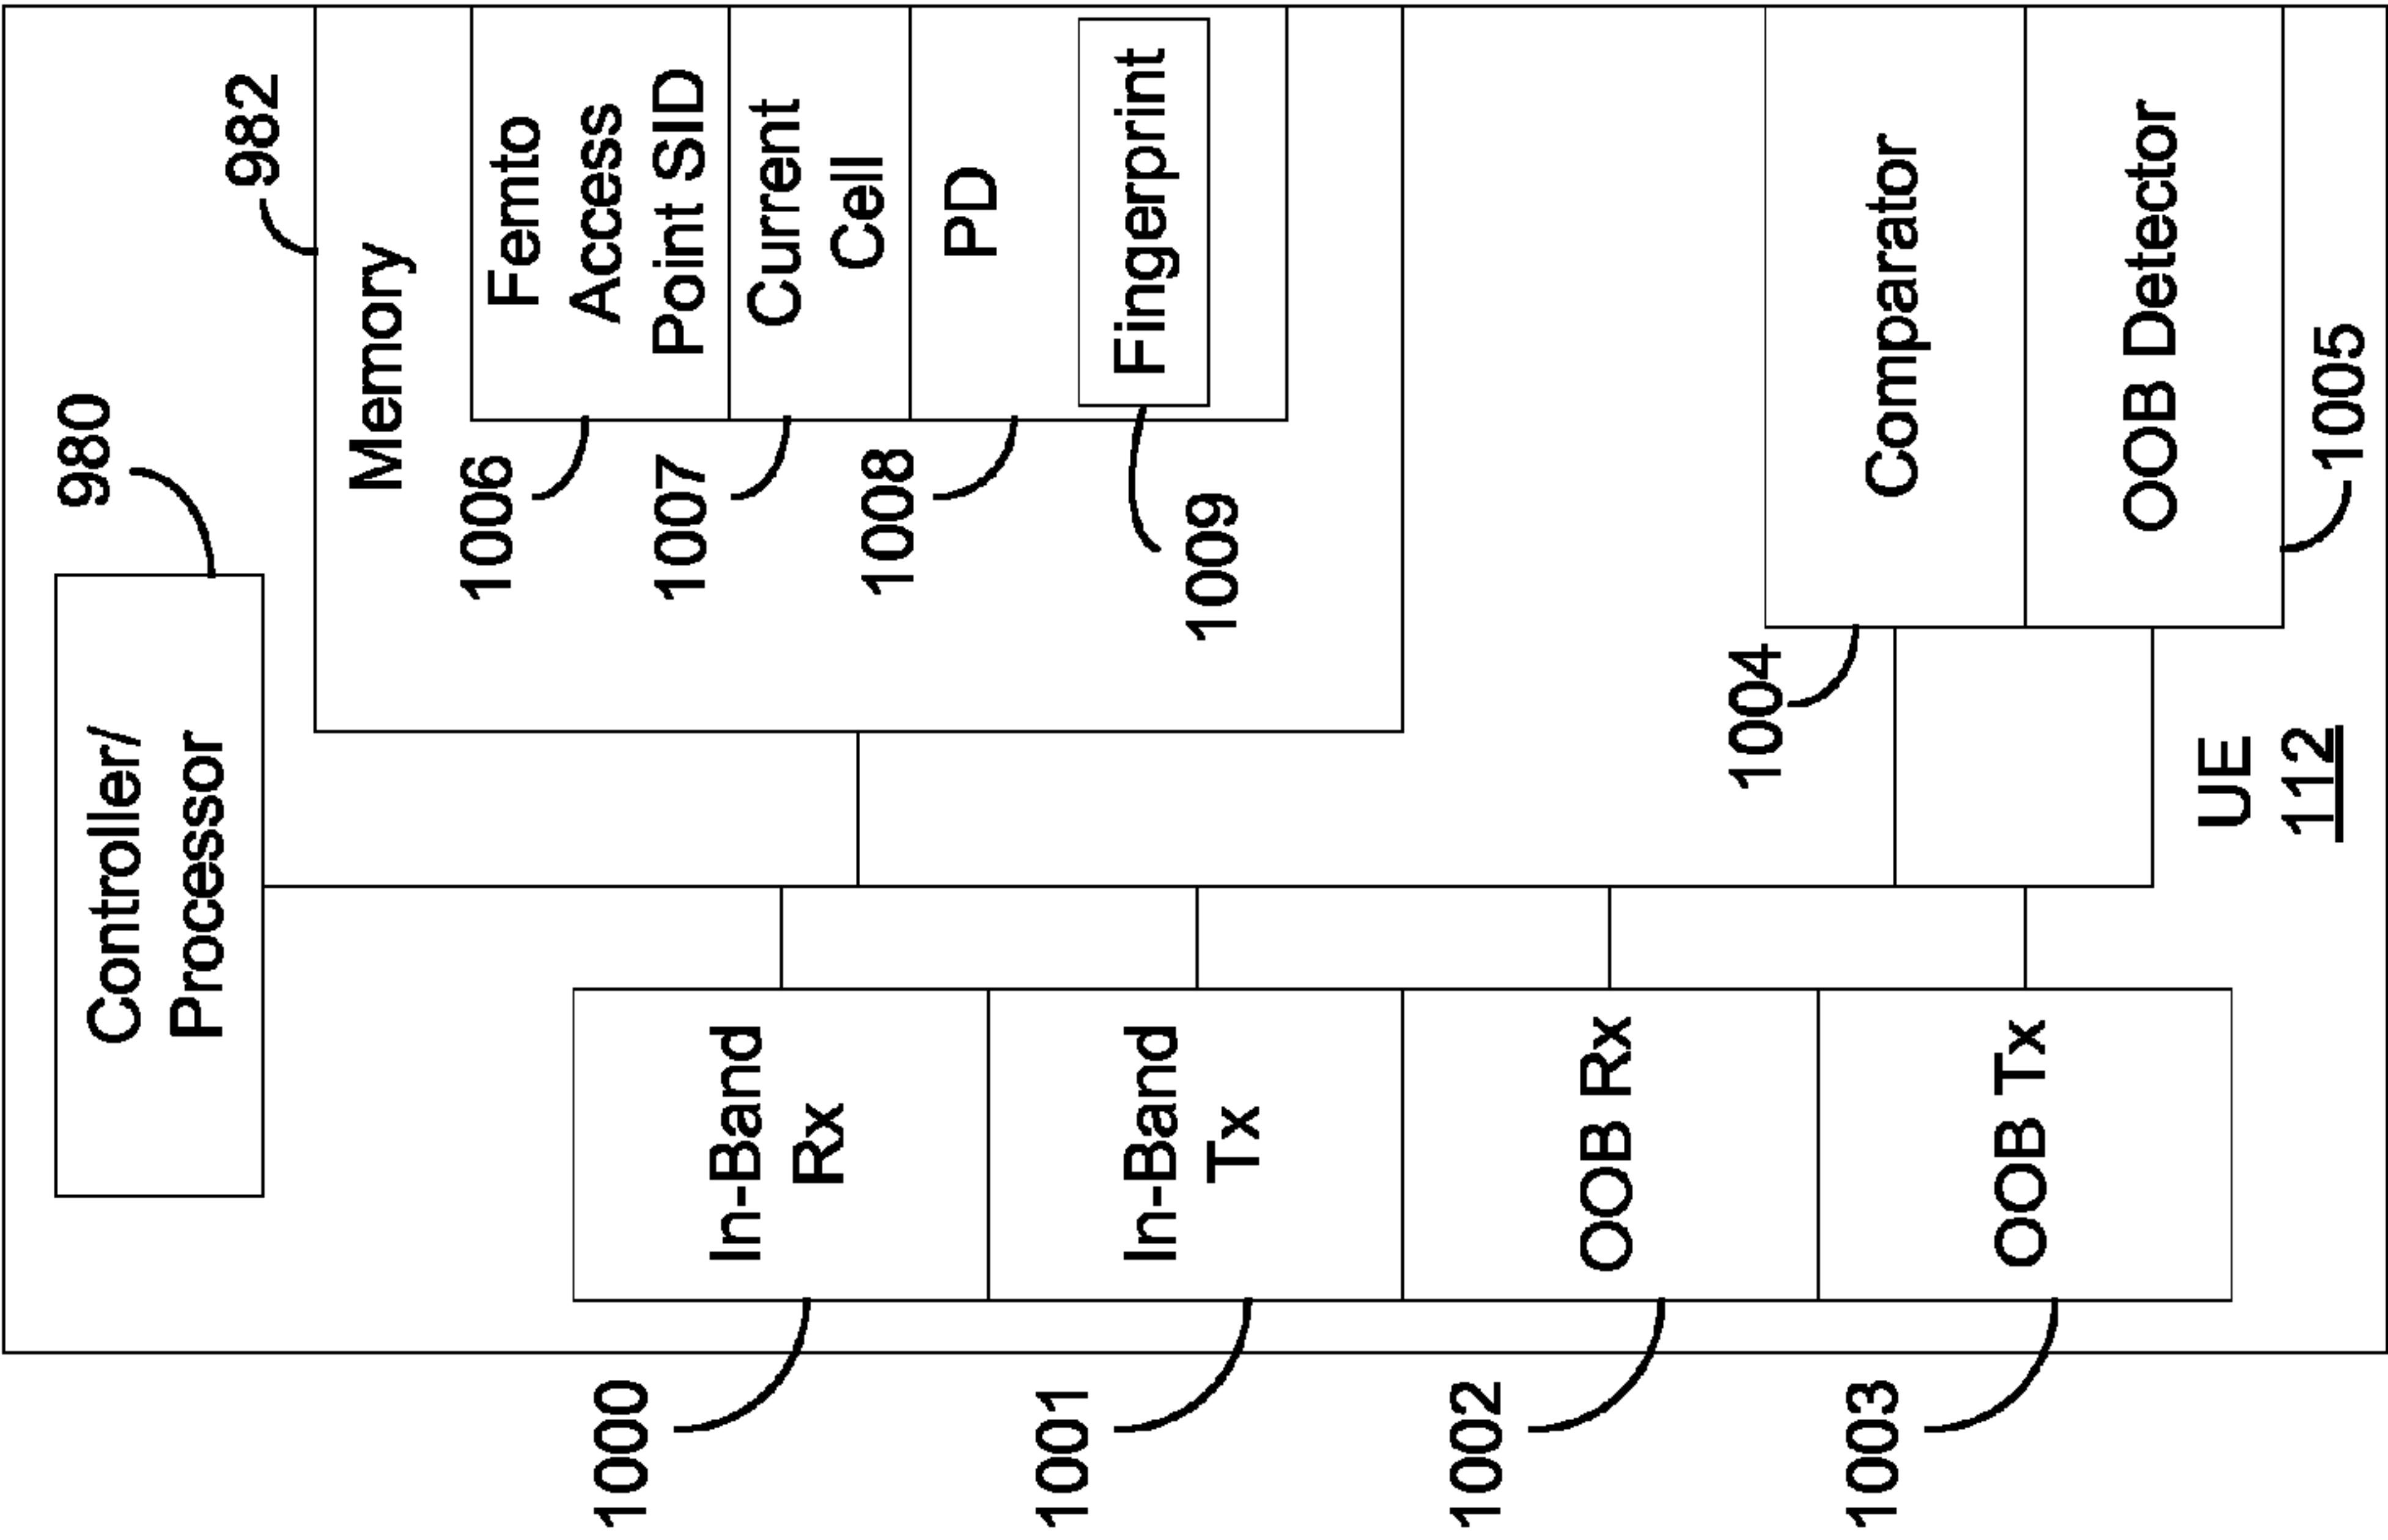 980
Controller/
Processor
982
Memory
1006
Femto
Access
Point SID
1007
Current
Cell
1008
PD
1009
Fingerprint
1000
In-Band
Rx
1001
In-Band
Tx
1002
OOB Rx
1003
OOB Tx
1004
Comparator
OOB Detector
1005
UE
112